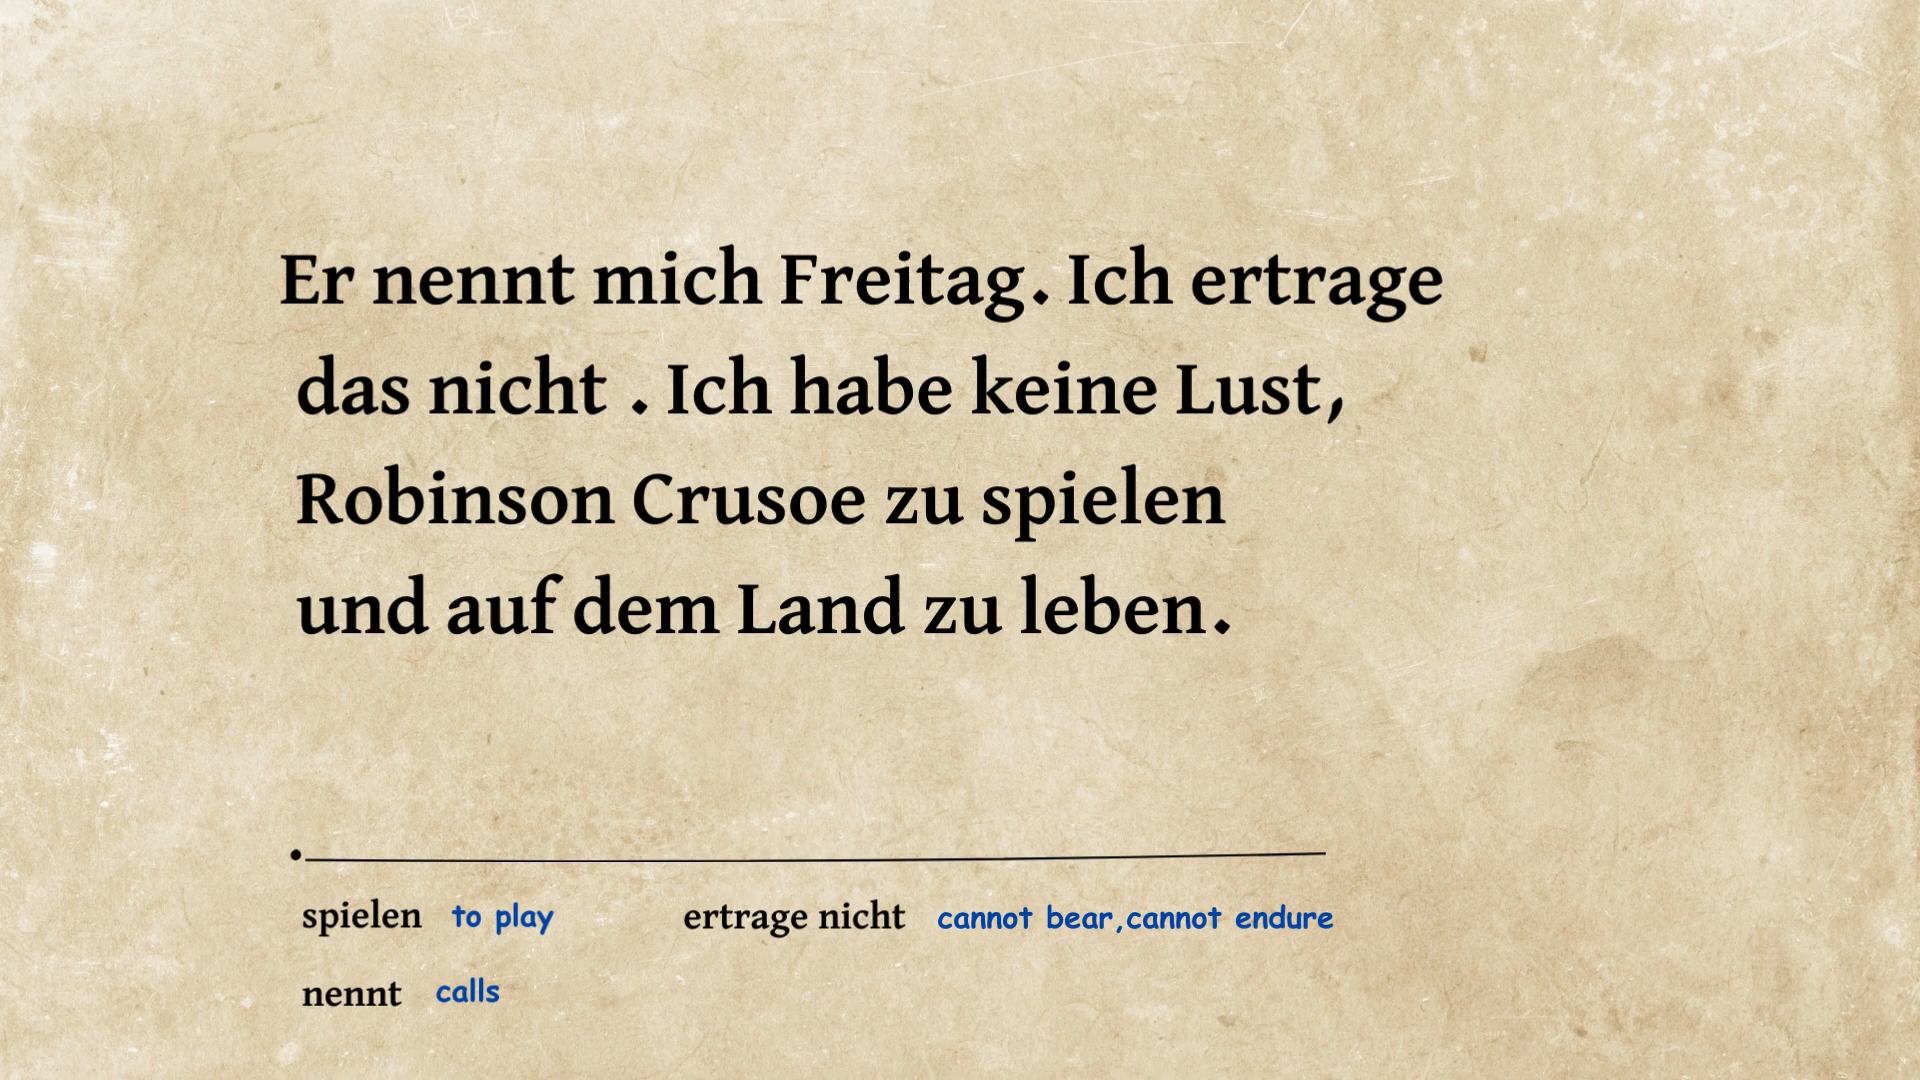 Er nennt mich Freitag. Ich ertrage
das nicht . Ich habe keine Lust,
Robinson Crusoe zu spielen
und auf dem Land zu leben.
spielen to play ertrage nicht cannot bear,cannot endure
nennt calls